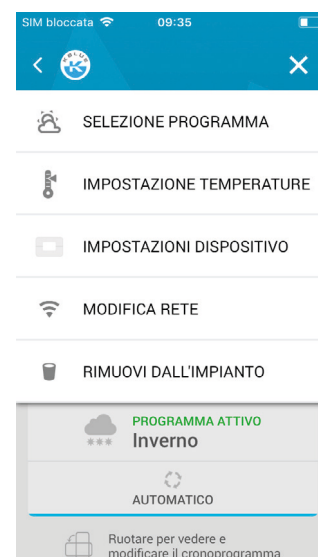 SIM bloccata 09:35
KBLUE
K
SELEZIONE PROGRAMMA
IMPOSTAZIONE TEMPERATURE
IMPOSTAZIONI DISPOSITIVO
MODIFICA RETE
RIMUOVI DALL'IMPIANTO
PROGRAMMA ATTIVO
Inverno
AUTOMATICO
Ruotare per vedere e
modificare il cronoprogramma